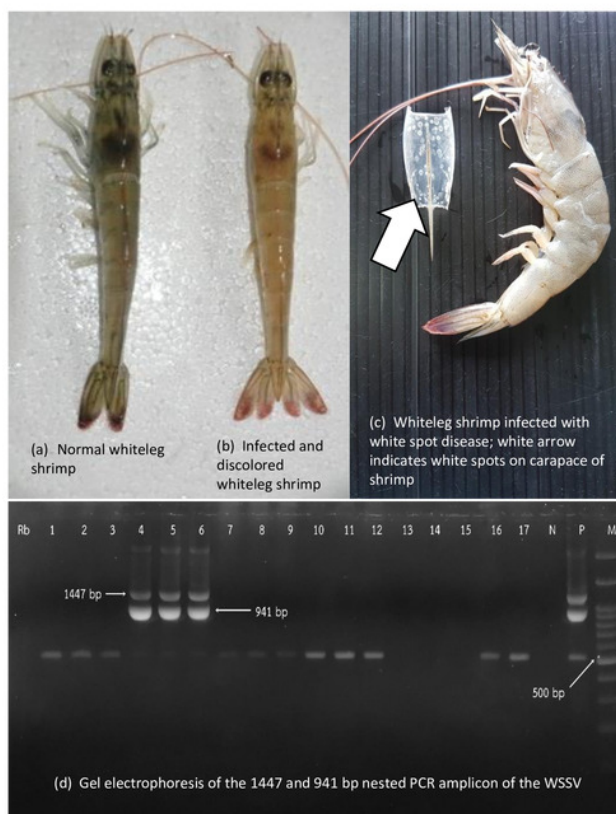 (a) Normal whiteleg
shrimp
(b) Infected and
discolored
whiteleg shrimp
(c) Whiteleg shrimp infected with
white spot disease; white arrow
indicates white spots on carapace of
shrimp
Rb 1 2 3 4 5 6 7 8 9 10 11 12 13 14 15 16 17 N P M
1447 bp
941 bp
500 bp
(d) Gel electrophoresis of the 1447 and 941 bp nested PCR amplicon of the WSSV